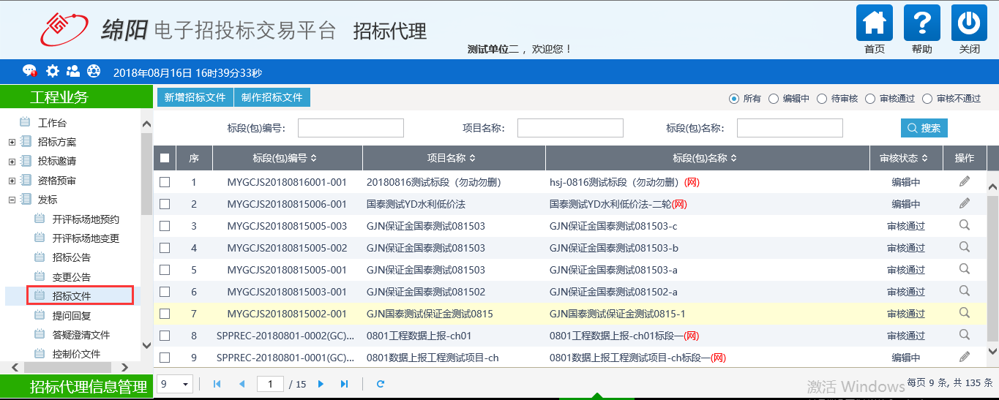 绵阳 电子招投标交易平台 招标代理
测试单位二 ，欢迎您！
首页 帮助 关闭
2018年08月16日 16时39分33秒
工程业务
工作台
招标方案
投标邀请
资格预审
发标
开评标场地预约
开评标场地变更
招标公告
变更公告
招标文件
提问回复
答疑澄清文件
控制价文件
招标代理信息管理
新增招标文件 制作招标文件
所有 编辑中 待审核 审核通过 审核不通过
标段(包)编号： 项目名称： 标段(包)名称： 搜索
序 标段(包)编号 项目名称 标段(包)名称 审核状态 操作
1 MYGCJS20180816001-001 20180816测试标段（勿动勿删） hsj-0816测试标段（勿动勿删）(网) 编辑中
2 MYGCJS20180815006-001 国泰测试YD水利低价法 国泰测试YD水利低价法-二轮(网) 编辑中
3 MYGCJS20180815005-003 GJN保证金国泰测试081503 GJN保证金国泰测试081503-c 审核通过
4 MYGCJS20180815005-002 GJN保证金国泰测试081503 GJN保证金国泰测试081503-b 审核通过
5 MYGCJS20180815005-001 GJN保证金国泰测试081503 GJN保证金国泰测试081503-a 审核通过
6 MYGCJS20180815003-001 GJN保证金国泰测试081502 GJN保证金国泰测试081502-a 审核通过
7 MYGCJS20180815002-001 GJN国泰测试保证金测试0815 GJN国泰测试保证金测试0815-1 审核通过
8 SPPREC-20180801-0002(GC)... 0801工程数据上报-ch01 0801工程数据上报-ch01标段一(网) 审核通过
9 SPPREC-20180801-0001(GC)... 0801数据上报工程测试项目-ch 0801数据上报工程测试项目-ch标段一(网) 编辑中
9 1 / 15 每页 9 条, 共 135 条
激活 Windows